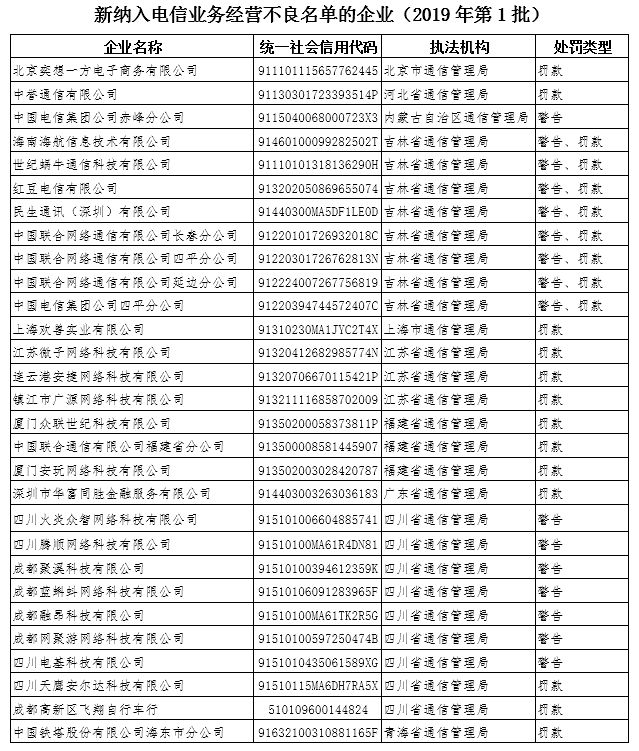 新纳入电信业务经营不良名单的企业（2019 年第 1 批）
企业名称 统一社会信用代码 执法机构 处罚类型
北京奕想一方电子商务有限公司 911101115657762445 北京市通信管理局 罚款
中誉通信有限公司 91130301723393514P 河北省通信管理局 罚款
中国电信集团公司赤峰分公司 9115040068000723X3 内蒙古自治区通信管理局 警告
海南海航信息技术有限公司 91460100099282502T 吉林省通信管理局 警告、罚款
世纪蜗牛通信科技有限公司 91110101318136290H 吉林省通信管理局 警告、罚款
红豆电信有限公司 913202050869655074 吉林省通信管理局 警告、罚款
民生通讯（深圳）有限公司 91440300MA5DF1LE0D 吉林省通信管理局 警告、罚款
中国联合网络通信有限公司长春分公司 91220101726932018C 吉林省通信管理局 警告、罚款
中国联合网络通信有限公司四平分公司 91220301726762813N 吉林省通信管理局 警告、罚款
中国联合网络通信有限公司延边分公司 912224007267756819 吉林省通信管理局 警告、罚款
中国电信集团公司四平分公司 91220394744572407C 吉林省通信管理局 警告、罚款
上海欢兽实业有限公司 91310230MA1JYC2T4X 上海市通信管理局 罚款
江苏微子网络科技有限公司 91320412682985774N 江苏省通信管理局 罚款
连云港安捷网络科技有限公司 91320706670115421P 江苏省通信管理局 罚款
镇江市广源网络科技有限公司 913211116858702009 江苏省通信管理局 罚款
厦门众联世纪科技有限公司 91350200058373811P 福建省通信管理局 罚款
中国联合通信有限公司福建省分公司 913500008581445907 福建省通信管理局 罚款
厦门安玩网络科技有限公司 913502003028420787 福建省通信管理局 罚款
深圳市华富同胜金融服务有限公司 914403003263036183 广东省通信管理局 罚款
四川火炎众智网络科技有限公司 915101006604885741 四川省通信管理局 警告
四川腾顺网络科技有限公司 91510100MA61R4DN81 四川省通信管理局 警告
成都聚溪科技有限公司 91510100394612359K 四川省通信管理局 警告
成都蓝蝌蚪网络科技有限公司 91510106091283965F 四川省通信管理局 警告
成都融昂科技有限公司 91510100MA61TK2R5G 四川省通信管理局 警告
成都网聚游网络科技有限公司 91510100597250474B 四川省通信管理局 警告
四川电基科技有限公司 9151010435061589XG 四川省通信管理局 警告
四川天鹰安尔达科技有限公司 91510115MA6DH7RA5X 四川省通信管理局 罚款
成都高新区飞翔自行车行 510109600144824 四川省通信管理局 罚款
中国铁塔股份有限公司海东市分公司 91632100310881165F 青海省通信管理局 罚款